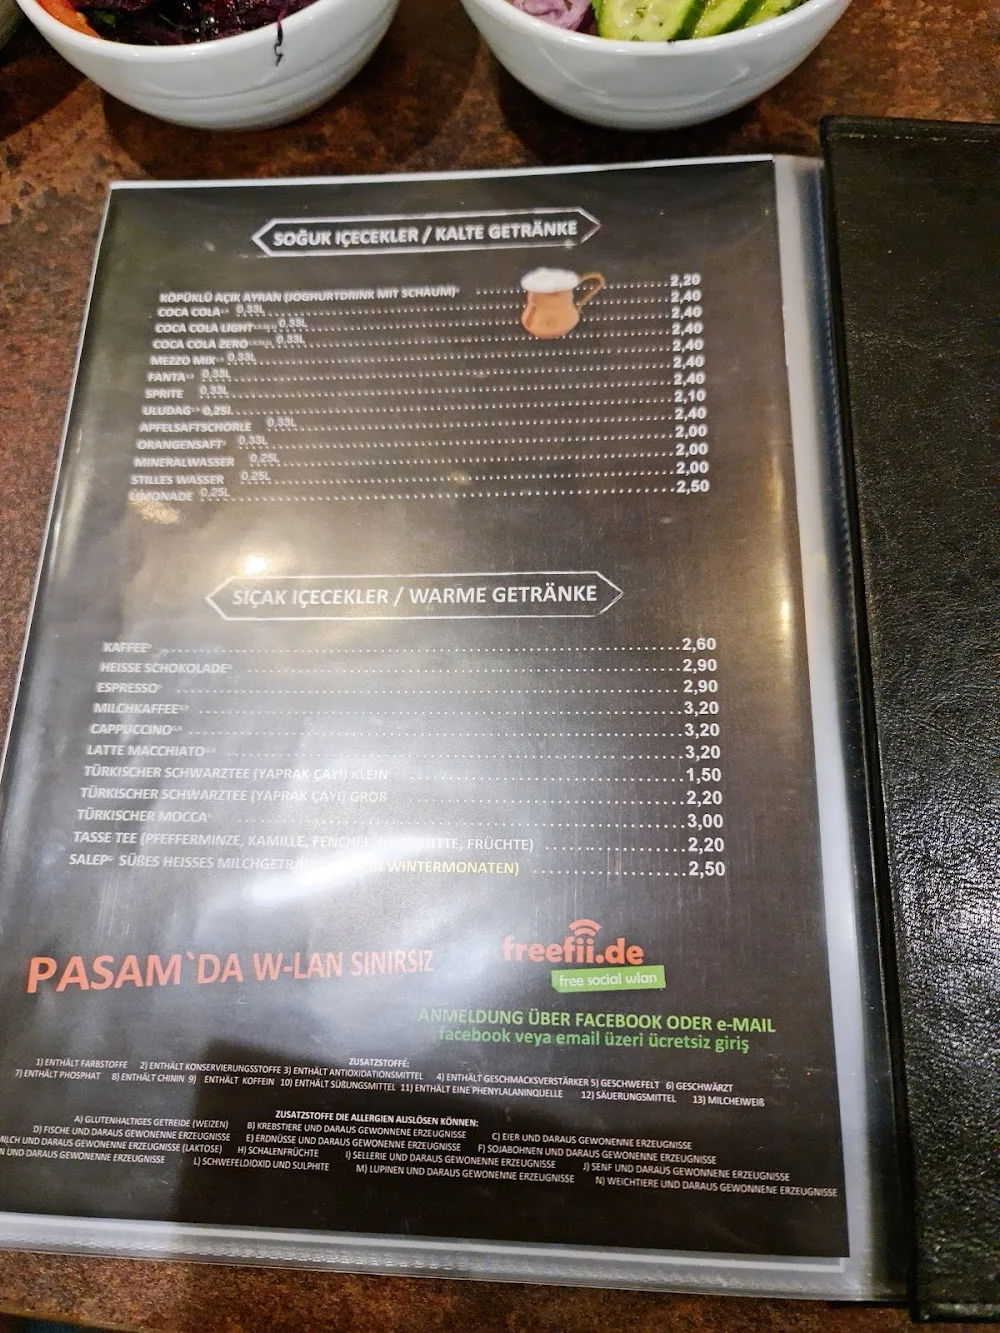 SOĞUK IÇECEKLER / KALTE GETRÄNKE
KÖPÜKLÜ AÇIK AYRAN (JOGHURTDRINK MIT SCHAUM) 2,20
COCA COLA 0,33L 2,40
COCA COLA LIGHT 0,33L 2,40
COCA COLA ZERO 0,33L 2,40
MEZZO MIX 0,33L 2,40
FANTA 0,33L 2,40
SPRITE 0,33L 2,40
ULUDAG 0,25l 2,10
APFELSAFTSCHORLE 0,33L 2,40
ORANGENSAFT 0,33L 2,00
MINERALWASSER 0,25L 2,00
STILLES WASSER 0,25L 2,00
LIMONADE 0,25L 2,50
SIÇAK IÇECEKLER / WARME GETRÄNKE
KAFFEE 2,60
HEISSE SCHOKOLADE 2,90
ESPRESSO 2,90
MILCHKAFFEE 3,20
CAPPUCCINO 3,20
LATTE MACCHIATO 3,20
TÜRKISCHER SCHWARZTEE (YAPRAK ÇAYI) KLEIN 1,50
TÜRKISCHER SCHWARZTEE (YAPRAK ÇAYI) GROß 2,20
TÜRKISCHER MOCCA 3,00
TASSE TEE (PFEFFERMINZE, KAMILLE, FENCHEL, FRÜCHTE) 2,20
SALEP SÜßES HEISSES WINTERMONATEN) 2,50
PASAM`DA W-LAN SINIRSIZ
freefii.de
free social wlan
ANMELDUNG ÜBER FACEBOOK ODER e-MAIL
facebook veya email üzeri ücretsiz giriş
ZUSATZSTOFFE:
1) ENTHÄLT FARBSTOFFE 2) ENTHÄLT KONSERVIERUNGSSTOFFE 3) ENTHÄLT ANTIOXIDATIONSMITTEL 4) ENTHÄLT GESCHMACKSVERSTÄRKER 5) GESCHWEFELT 6) GESCHWÄRZT
7) ENTHÄLT PHOSPHAT 8) ENTHÄLT CHININ 9) ENTHÄLT KOFFEIN 10) ENTHÄLT SÜßUNGSMITTEL 11) ENTHÄLT EINE PHENYLALANINQUELLE 12) SÄUERUNGSMITTEL 13) MILCHEIWEIß
ZUSATZSTOFFE DIE ALLERGIEN AUSLÖSEN KÖNNEN:
A) GLUTENHALTIGES GETREIDE (WEIZEN) B) KREBSTIERE UND DARAUS GEWONNENE ERZEUGNISSE C) EIER UND DARAUS GEWONNENE ERZEUGNISSE
D) FISCHE UND DARAUS GEWONENNE ERZEUGNISSE E) ERDNÜSSE UND DARAUS GEWONENNE ERZEUGNISSE F) SOJABOHNEN UND DARAUS GEWONENNE ERZEUGNISSE
MILCH UND DARAUS GEWONENNE ERZEUGNISSE (LAKTOSE) H) SCHALENFRÜCHTE I) SELLERIE UND DARAUS GEWONENNE ERZEUGNISSE J) SENF UND DARAUS GEWONENNE ERZEUGNISSE
UND DARAUS GEWONENNE ERZEUGNISSE L) SCHWEFELDIOXID UND SULPHITE M) LUPINEN UND DARAUS GEWONENNE ERZEUGNISSE N) WEICHTIERE UND DARAUS GEWONNENE ERZEUGNISSE